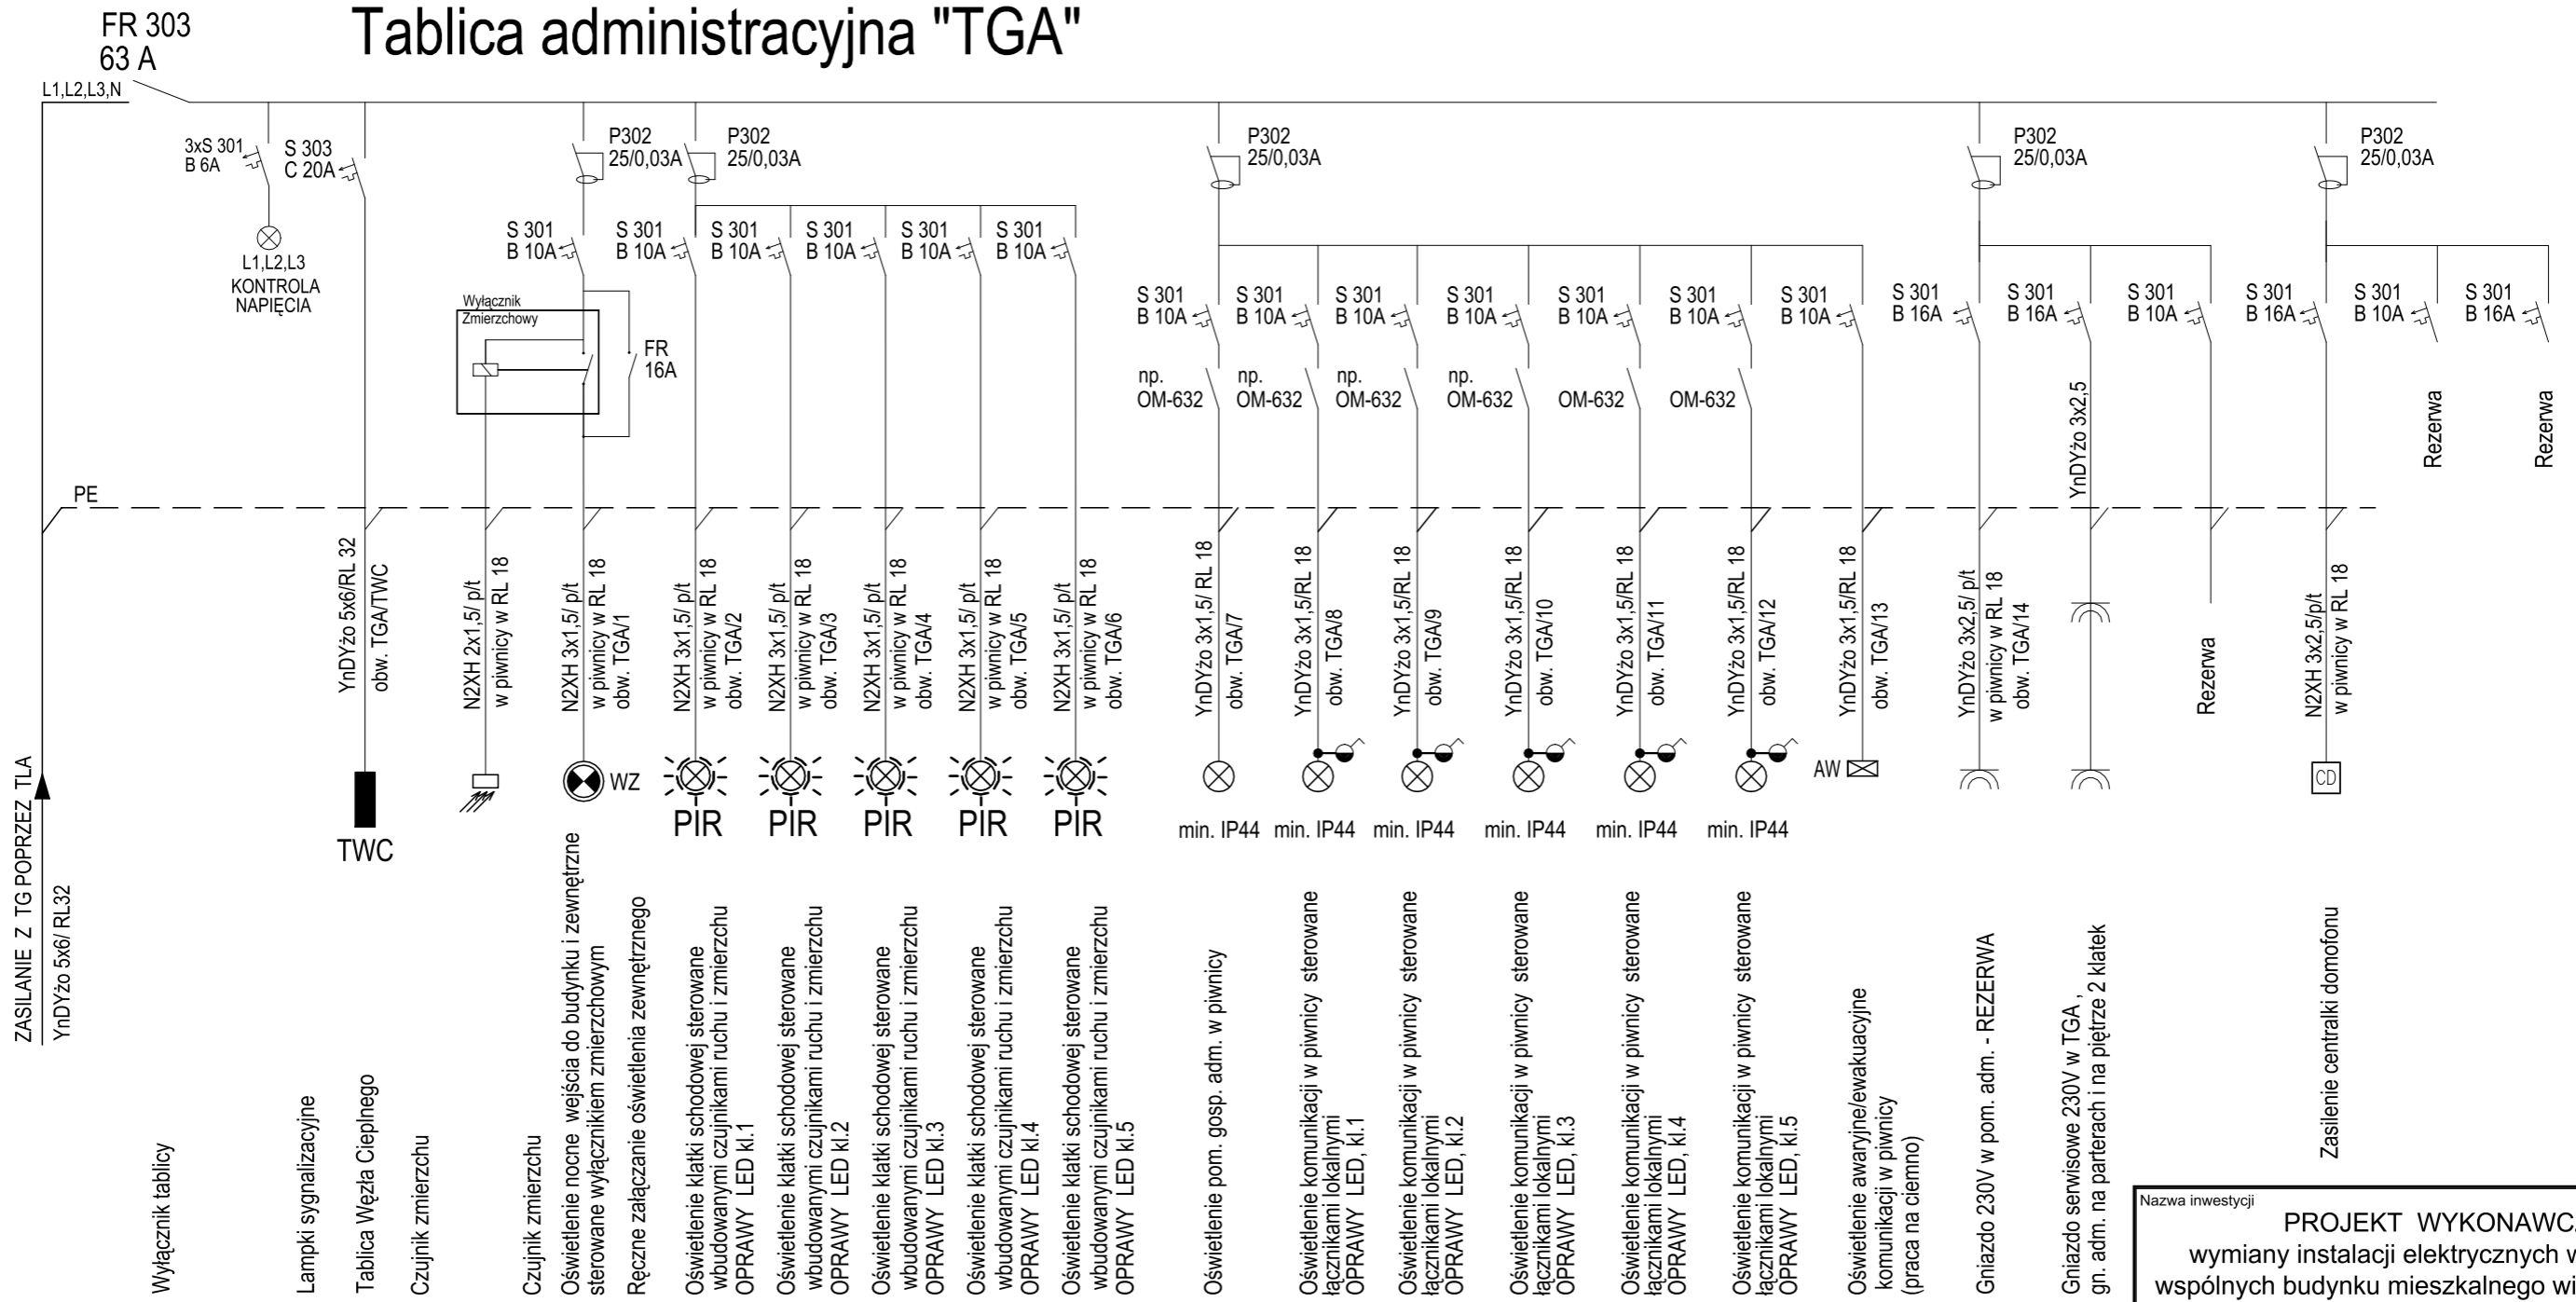 Tablica administracyjna "TGA"
FR 303
63 A
L1,L2,L3,N
3xS 301
B 6A
S 303
C 20A
P302
25/0,03A
P302
25/0,03A
P302
25/0,03A
P302
25/0,03A
P302
25/0,03A
L1,L2,L3
KONTROLA
NAPIĘCIA
S 301
B 10A
S 301
B 10A
S 301
B 10A
S 301
B 10A
S 301
B 10A
S 301
B 10A
Wyłącznik
Zmierzchowy
FR
16A
S 301
B 10A
S 301
B 10A
S 301
B 10A
S 301
B 10A
S 301
B 10A
S 301
B 10A
S 301
B 10A
S 301
B 16A
S 301
B 16A
S 301
B 10A
S 301
B 16A
S 301
B 10A
S 301
B 16A
np.
OM-632
np.
OM-632
np.
OM-632
np.
OM-632
OM-632
OM-632
YnDYżo 3x2,5
Rezerwa
Rezerwa
PE
YnDYżo 5x6/RL 32
obw. TGA/TWC
N2XH 2x1,5/ p/t
w piwnicy w RL 18
N2XH 3x1,5/ p/t
w piwnicy w RL 18
obw. TGA/1
N2XH 3x1,5/ p/t
w piwnicy w RL 18
obw. TGA/2
N2XH 3x1,5/ p/t
w piwnicy w RL 18
obw. TGA/3
N2XH 3x1,5/ p/t
w piwnicy w RL 18
obw. TGA/4
N2XH 3x1,5/ p/t
w piwnicy w RL 18
obw. TGA/5
N2XH 3x1,5/ p/t
w piwnicy w RL 18
obw. TGA/6
YnDYżo 3x1,5/ RL 18
obw. TGA/7
YnDYżo 3x1,5/RL 18
obw. TGA/8
YnDYżo 3x1,5/RL 18
obw. TGA/9
YnDYżo 3x1,5/RL 18
obw. TGA/10
YnDYżo 3x1,5/RL 18
obw. TGA/11
YnDYżo 3x1,5/RL 18
obw. TGA/12
YnDYżo 3x1,5/RL 18
obw. TGA/13
YnDYżo 3x2,5/ p/t
w piwnicy w RL 18
obw. TGA/14
Rezerwa
N2XH 3x2,5/p/t
w piwnicy w RL 18
TWC
WZ
PIR
PIR
PIR
PIR
PIR
min. IP44
min. IP44
min. IP44
min. IP44
min. IP44
min. IP44
AW
CD
ZASILANIE Z TG POPRZEZ TLA
YnDYżo 5x6/ RL32
Wyłącznik tablicy
Lampki sygnalizacyjne
Tablica Węzła Cieplnego
Czujnik zmierzchu
Czujnik zmierzchu
Oświetlenie nocne wejścia do budynku i zewnętrzne
sterowane wyłącznikiem zmierzchowym
Ręczne załączanie oświetlenia zewnętrznego
Oświetlenie klatki schodowej sterowane
wbudowanymi czujnikami ruchu i zmierzchu
OPRAWY LED kl.1
Oświetlenie klatki schodowej sterowane
wbudowanymi czujnikami ruchu i zmierzchu
OPRAWY LED kl.2
Oświetlenie klatki schodowej sterowane
wbudowanymi czujnikami ruchu i zmierzchu
OPRAWY LED kl.3
Oświetlenie klatki schodowej sterowane
wbudowanymi czujnikami ruchu i zmierzchu
OPRAWY LED kl.4
Oświetlenie klatki schodowej sterowane
wbudowanymi czujnikami ruchu i zmierzchu
OPRAWY LED kl.5
Oświetlenie pom. gosp. adm. w piwnicy
Oświetlenie komunikacji w piwnicy sterowane
łącznikami lokalnymi
OPRAWY LED, kl.1
Oświetlenie komunikacji w piwnicy sterowane
łącznikami lokalnymi
OPRAWY LED, kl.2
Oświetlenie komunikacji w piwnicy sterowane
łącznikami lokalnymi
OPRAWY LED, kl.3
Oświetlenie komunikacji w piwnicy sterowane
łącznikami lokalnymi
OPRAWY LED, kl.4
Oświetlenie komunikacji w piwnicy sterowane
łącznikami lokalnymi
OPRAWY LED, kl.5
Oświetlenie awaryjne/ewakuacyjne
komunikacji w piwnicy
(praca na ciemno)
Gniazdo 230V w pom. adm. - REZERWA
Gniazdo serwisowe 230V w TGA ,
gn. adm. na parterach i na piętrze 2 klatek
Zasilenie centralki domofonu
Nazwa inwestycji
PROJEKT WYKONAWC
wymiany instalacji elektrycznych w
wspólnych budynku mieszkalnego wi